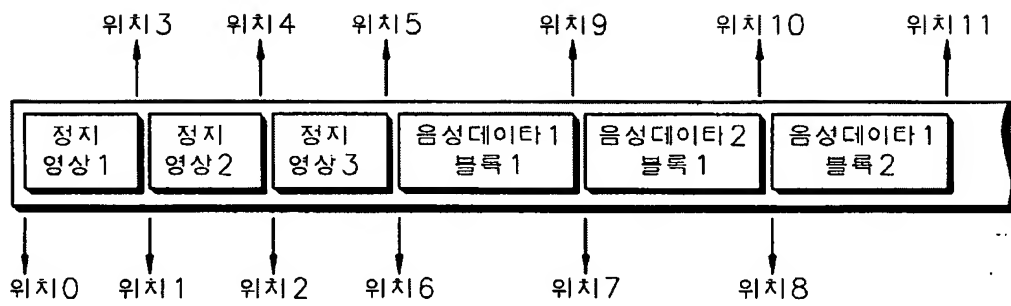 위치3 위치4 위치5 위치9 위치10 위치11
정지 정지 정지 음성데이타1 음성데이타2 음성데이타1
영상1 영상2 영상3 블록1 블록1 블록2
위치0 위치1 위치2 위치6 위치7 위치8